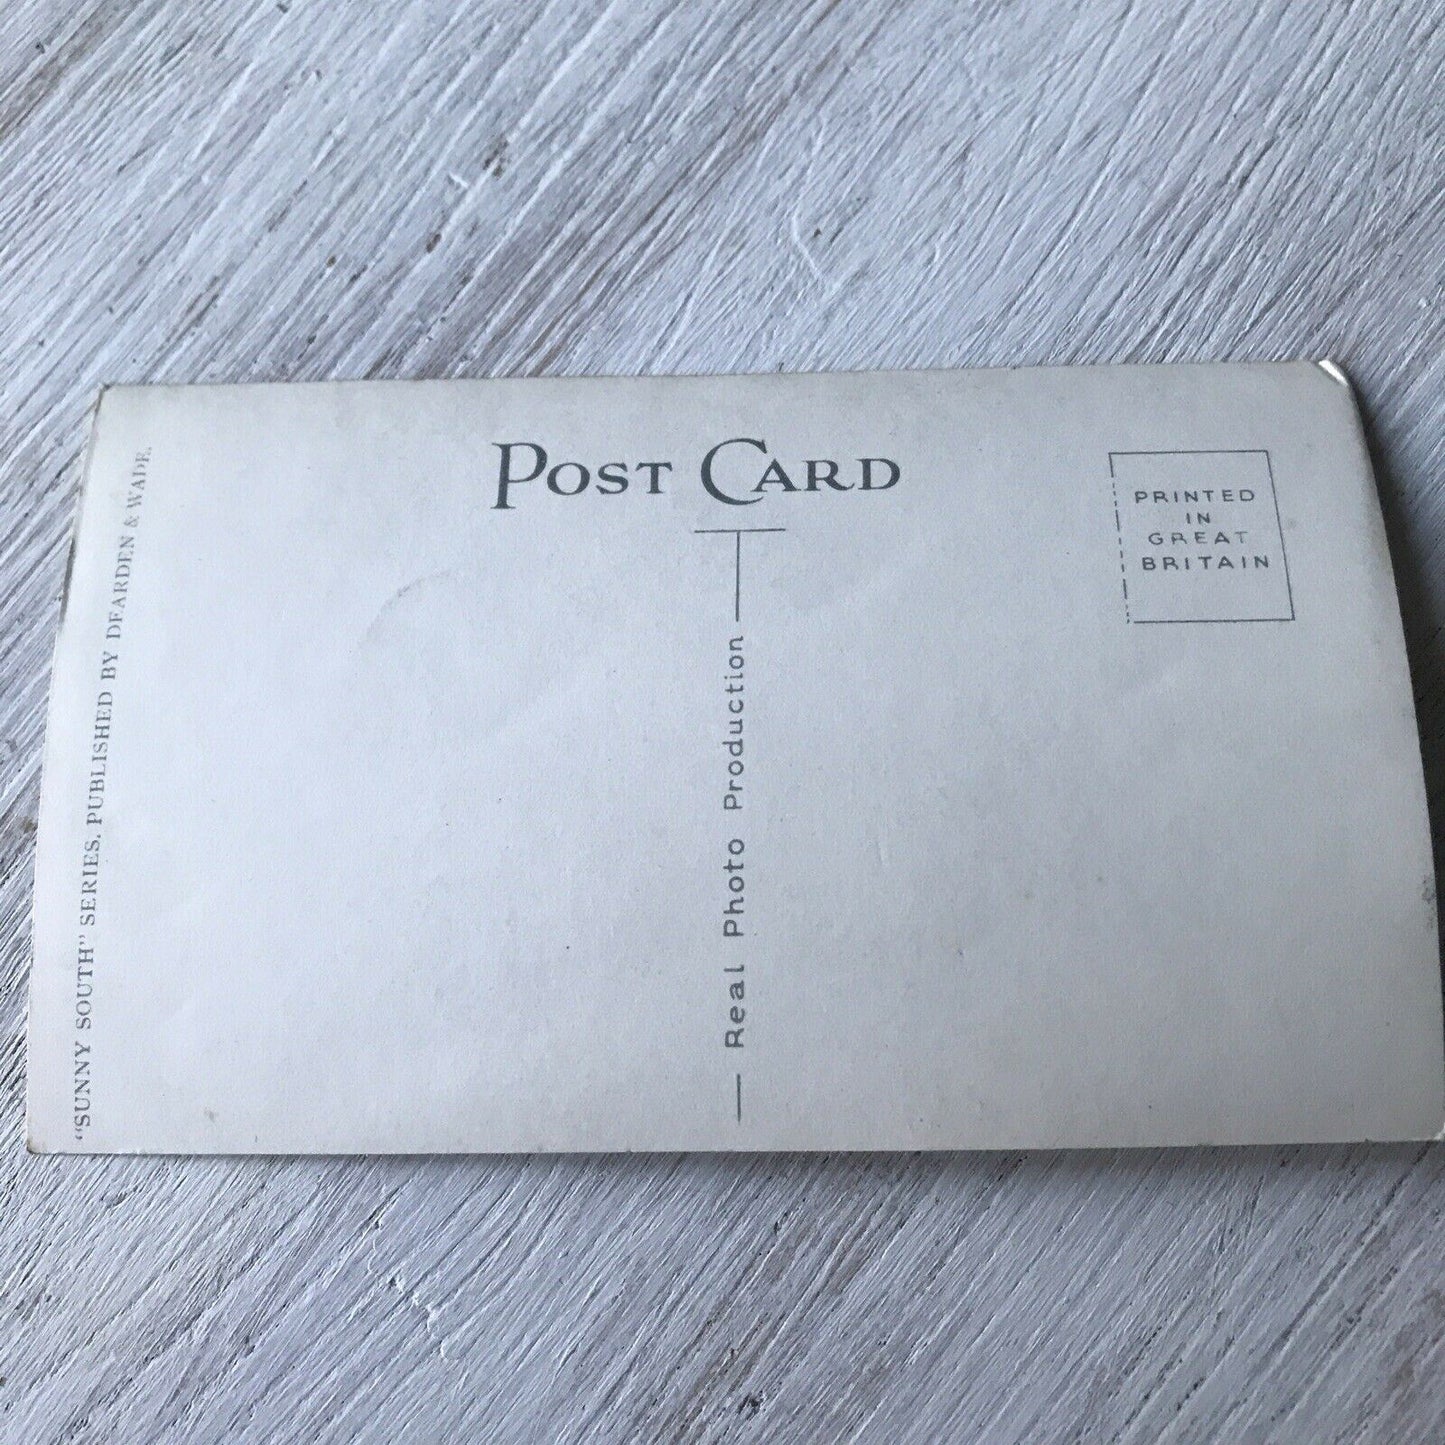 POST CARD
PRINTED
IN
GREAT
BRITAIN
Real Photo Production
"SUNNY SOUTH" SERIES. PUBLISHED BY DEARDEN & WADE.